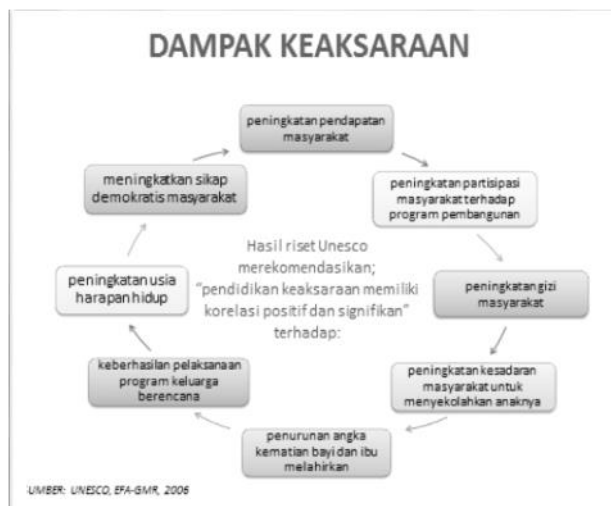 DAMPAK KEAKSARAAN
peningkatan pendapatan
masyarakat
peningkatan partisipasi
masyarakat terhadap
program pembangunan
peningkatan gizi
masyarakat
peningkatan kesadaran
masyarakat untuk
menyekolahkan anaknya
penurunan angka
kematian bayi dan ibu
melahirkan
keberhasilan pelaksanaan
program keluarga
berencana
peningkatan usia
harapan hidup
meningkatkan sikap
demokratis masyarakat
Hasil riset Unesco
merekomendasikan;
“pendidikan keaksaraan memiliki
korelasi positif dan signifikan”
terhadap:
UMBER: UNESCO, EFA-GMR, 2006